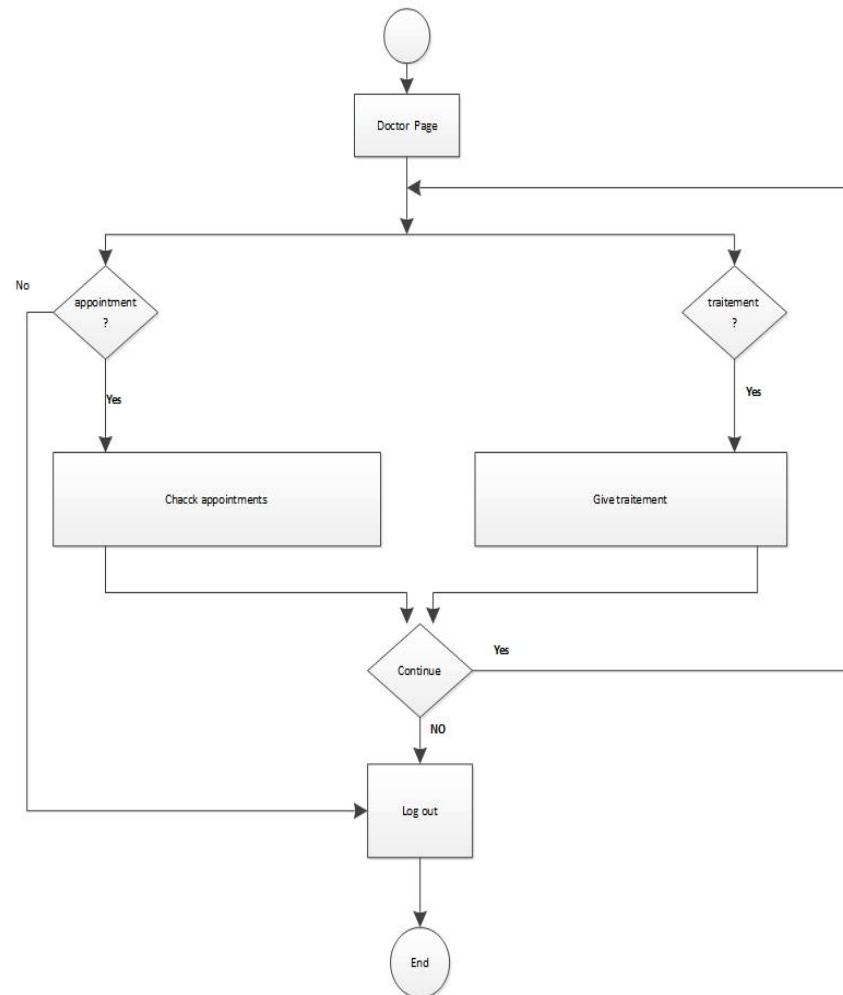 Doctor Page
No
appointment
?
traitement
?
Yes
Yes
Chacck appointments
Give traitement
Continue
Yes
NO
Log out
End